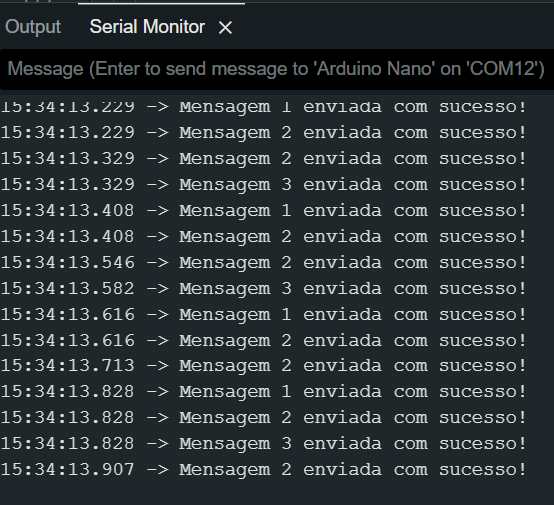 Output Serial Monitor ×
Message (Enter to send message to 'Arduino Nano' on 'COM12')
15:34:13.229 -> Mensagem 1 enviada com sucesso!
15:34:13.229 -> Mensagem 2 enviada com sucesso!
15:34:13.329 -> Mensagem 2 enviada com sucesso!
15:34:13.329 -> Mensagem 3 enviada com sucesso!
15:34:13.408 -> Mensagem 1 enviada com sucesso!
15:34:13.408 -> Mensagem 2 enviada com sucesso!
15:34:13.546 -> Mensagem 2 enviada com sucesso!
15:34:13.582 -> Mensagem 3 enviada com sucesso!
15:34:13.616 -> Mensagem 1 enviada com sucesso!
15:34:13.616 -> Mensagem 2 enviada com sucesso!
15:34:13.713 -> Mensagem 2 enviada com sucesso!
15:34:13.828 -> Mensagem 1 enviada com sucesso!
15:34:13.828 -> Mensagem 2 enviada com sucesso!
15:34:13.828 -> Mensagem 3 enviada com sucesso!
15:34:13.907 -> Mensagem 2 enviada com sucesso!